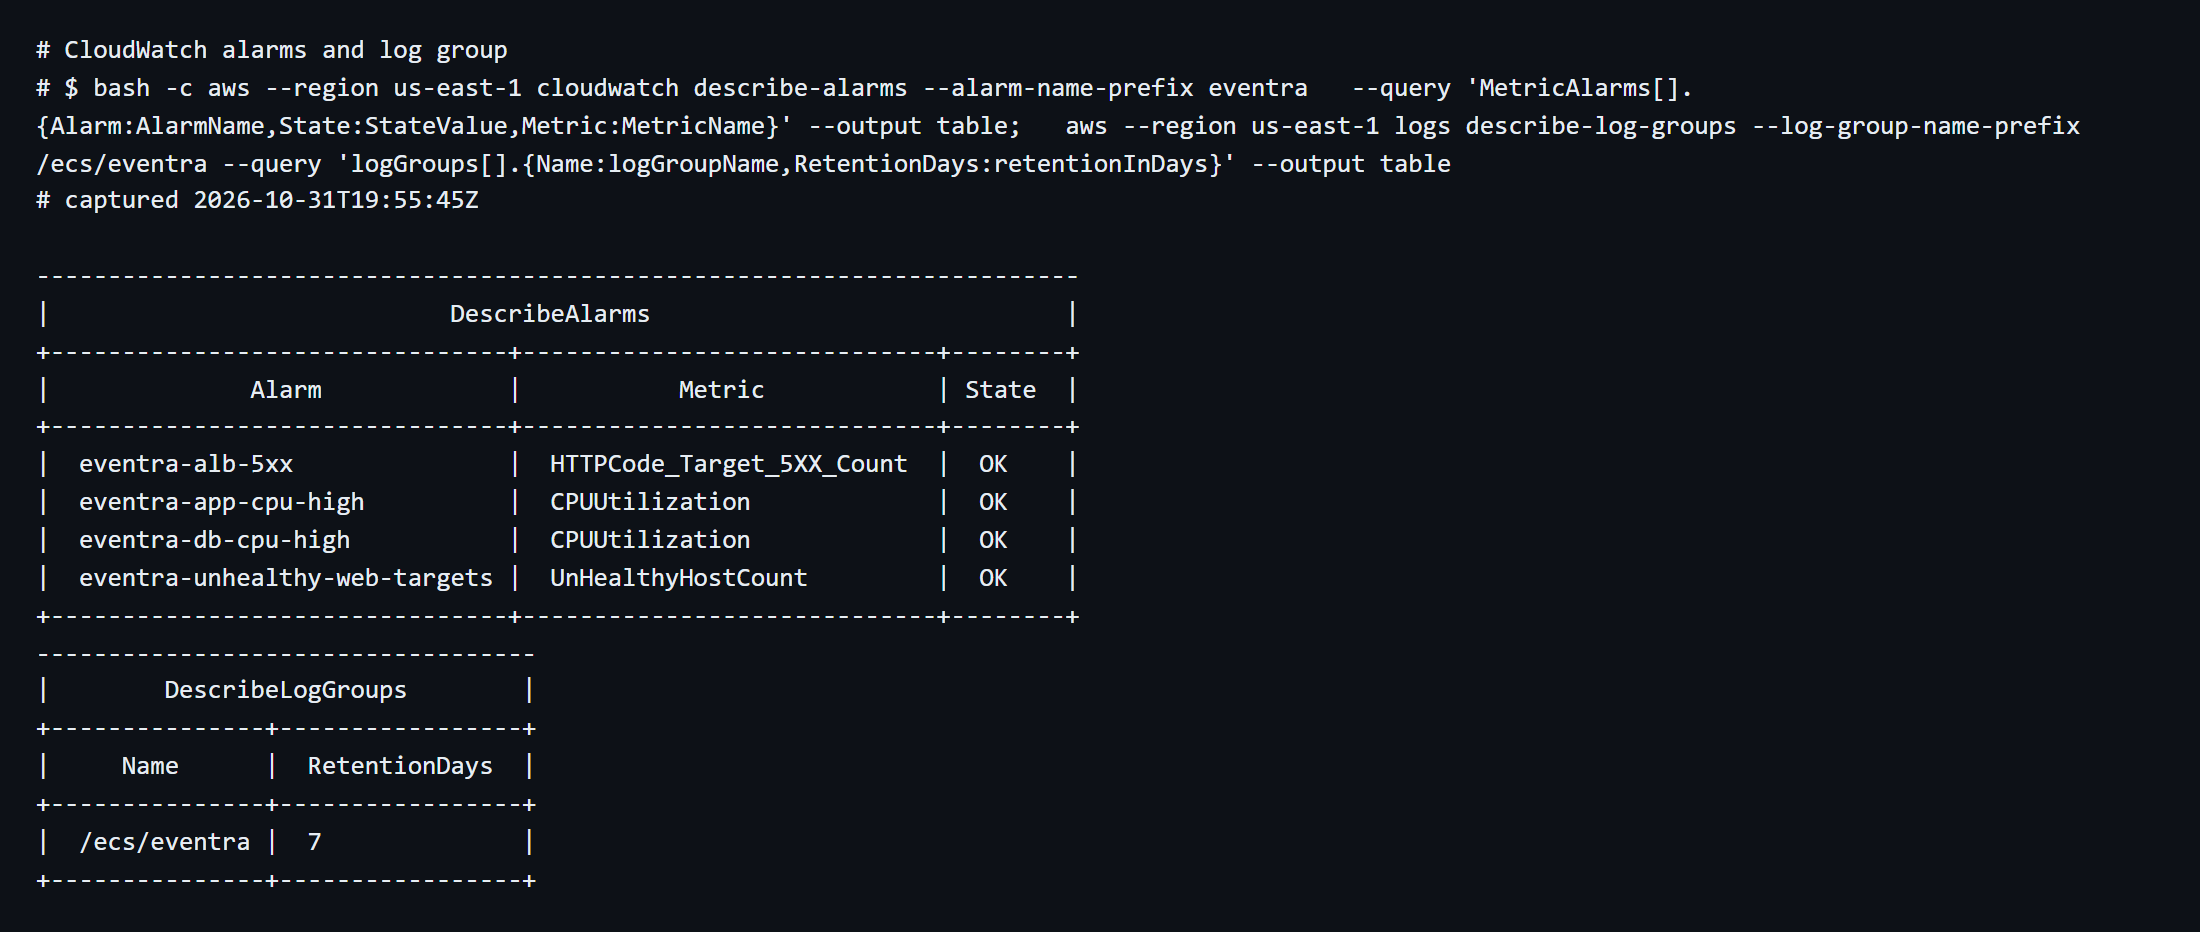 # CloudWatch alarms and log group
# $ bash -c aws --region us-east-1 cloudwatch describe-alarms --alarm-name-prefix eventra   --query 'MetricAlarms[].
{Alarm:AlarmName,State:StateValue,Metric:MetricName}' --output table;   aws --region us-east-1 logs describe-log-groups --log-group-name-prefix
/ecs/eventra --query 'logGroups[].{Name:logGroupName,RetentionDays:retentionInDays}' --output table
# captured 2026-10-31T19:55:45Z

-------------------------------------------------------------------------
|                            DescribeAlarms                             |
+--------------------------------+-----------------------------+--------+
|              Alarm             |           Metric            | State  |
+--------------------------------+-----------------------------+--------+
|  eventra-alb-5xx               |  HTTPCode_Target_5XX_Count  |  OK    |
|  eventra-app-cpu-high          |  CPUUtilization             |  OK    |
|  eventra-db-cpu-high           |  CPUUtilization             |  OK    |
|  eventra-unhealthy-web-targets |  UnHealthyHostCount         |  OK    |
+--------------------------------+-----------------------------+--------+
-----------------------------------
|        DescribeLogGroups        |
+---------------+-----------------+
|     Name      |  RetentionDays  |
+---------------+-----------------+
|  /ecs/eventra |  7              |
+---------------+-----------------+